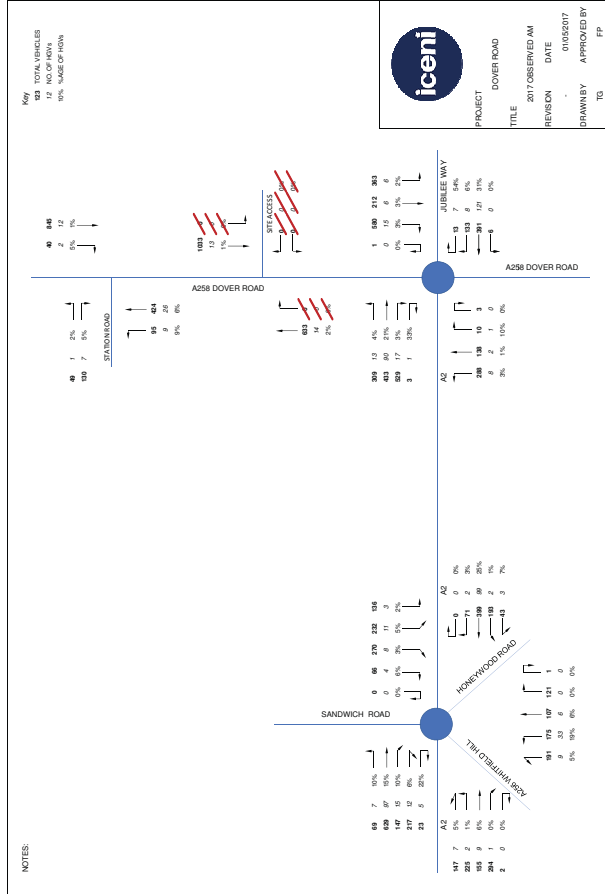 Key
123 TOTAL VEHICLES
12 NO. OF HGVs
10% %AGE OF HGVs
iceni
PROJECT
DOVER ROAD
TITLE
2017 OBSERVED AM
REVISION DATE
- 01/05/2017
DRAWN BY APPROVED BY
TG FP
40 845
2 12
5% 1%
1033
13
1%
SITE ACCESS
A258 DOVER ROAD
49 1 2%
130 7 5%
STATION ROAD
95 424
9 26
9% 6%
633
14
2%
1 580 212 363
0 15 6 6
0% 3% 3% 2%
JUBILEE WAY
13 7 54%
133 8 6%
391 121 31%
6 0 0%
A258 DOVER ROAD
309 13 4%
433 90 21%
529 17 3%
3 1 33%
A2
288 138 10 3
8 2 1 0
3% 1% 10% 0%
A2
0 0 0%
71 2 3%
399 99 25%
193 2 1%
43 3 7%
0 66 270 232 136
0 4 8 11 3
0% 6% 3% 5% 2%
SANDWICH ROAD
HONEYWOOD ROAD
A256 WHITFIELD HILL
191 175 107 121 1
9 33 6 0 0
5% 19% 6% 0% 0%
69 7 10%
629 97 15%
147 15 10%
217 12 6%
23 5 22%
A2
147 7 5%
225 2 1%
155 9 6%
294 1 0%
2 0 0%
NOTES: